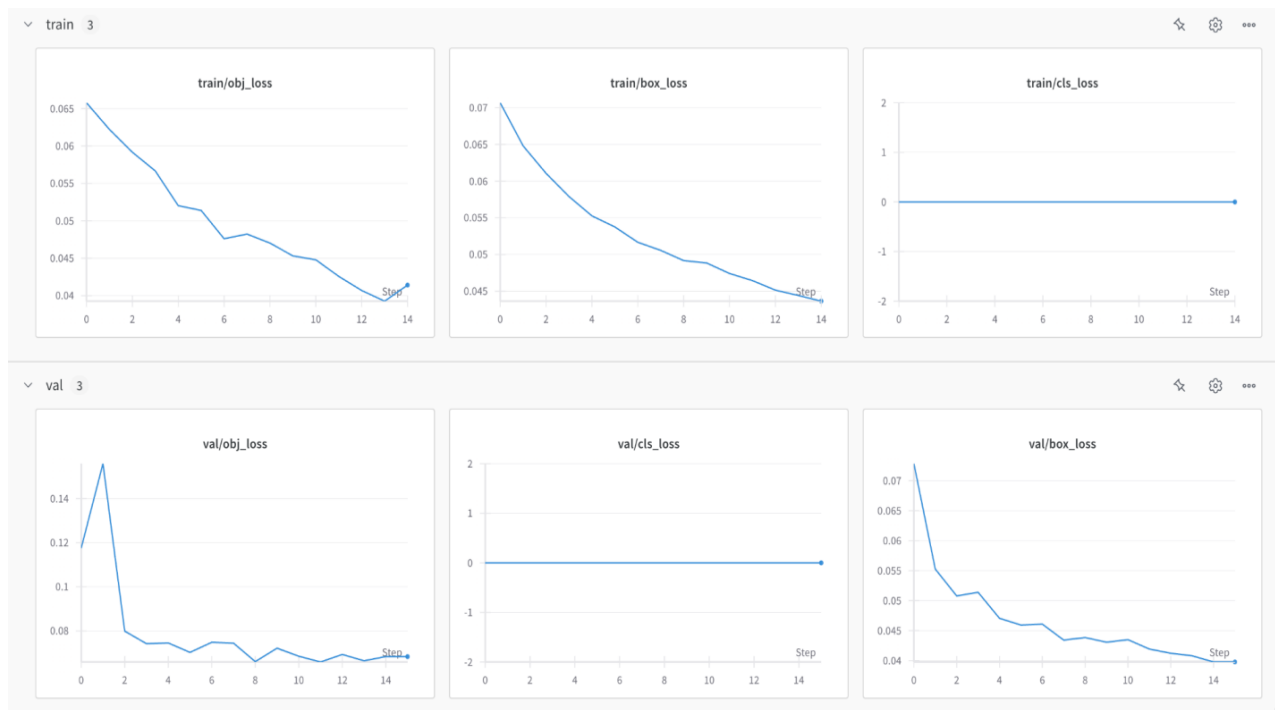 train 3
train/obj_loss
0.065
0.06
0.055
0.05
0.045
0.04
Step
0 2 4 6 8 10 12 14
train/box_loss
0.07
0.065
0.06
0.055
0.05
0.045
Step
0 2 4 6 8 10 12 14
train/cls_loss
2
1
0
-1
-2
Step
0 2 4 6 8 10 12 14
val 3
val/obj_loss
0.14
0.12
0.1
0.08
Step
0 2 4 6 8 10 12 14
val/cls_loss
2
1
0
-1
-2
Step
0 2 4 6 8 10 12 14
val/box_loss
0.07
0.065
0.06
0.055
0.05
0.045
0.04
Step
0 2 4 6 8 10 12 14